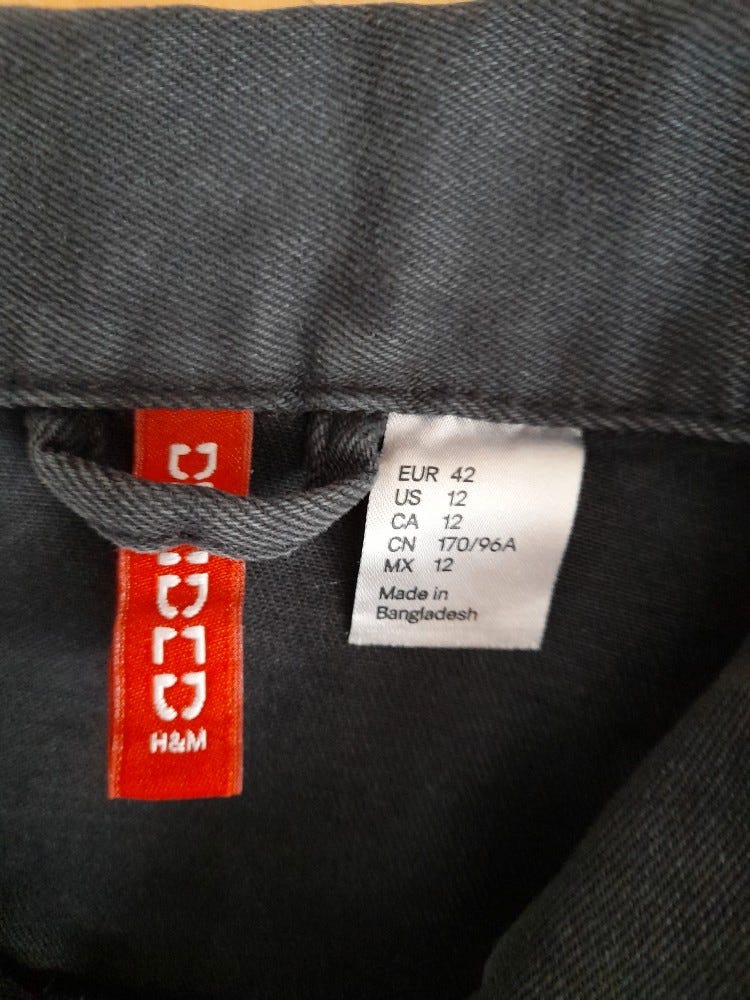 H&M
EUR 42
US 12
CA 12
CN 170/96A
MX 12
Made in
Bangladesh